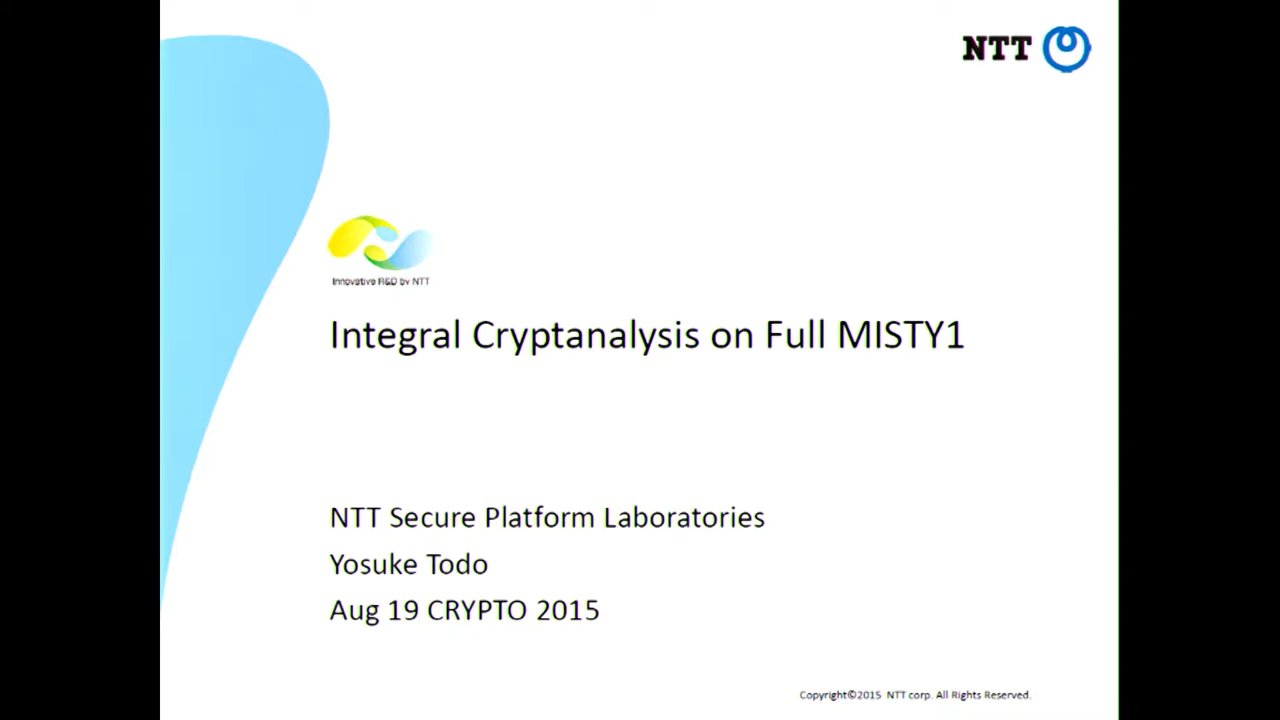 NTT
Innovative R&D by NTT
Integral Cryptanalysis on Full MISTY1
NTT Secure Platform Laboratories
Yosuke Todo
Aug 19 CRYPTO 2015
Copyright©2015 NTT corp. All Rights Reserved.